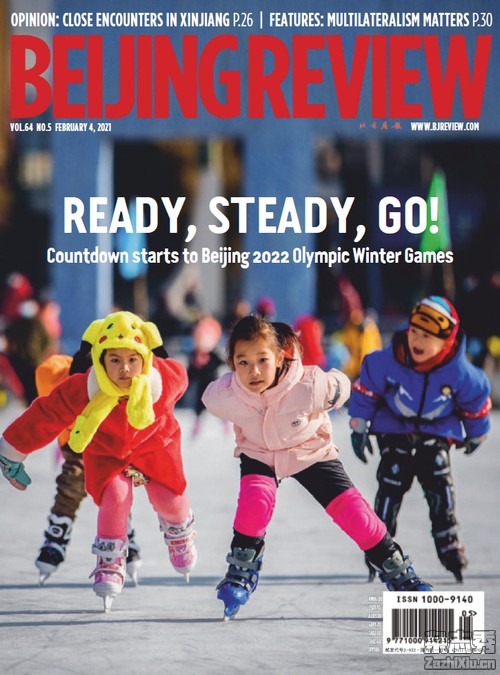 OPINION: CLOSE ENCOUNTERS IN XINJIANG P.26 | FEATURES: MULTILATERALISM MATTERS P.30
BEIJING REVIEW
VOL.64 NO.5 FEBRUARY 4, 2021
WWW.BJREVIEW.COM
READY, STEADY, GO!
Countdown starts to Beijing 2022 Olympic Winter Games
ISSN 1000-9140
05
ZaZhiXiu.cn